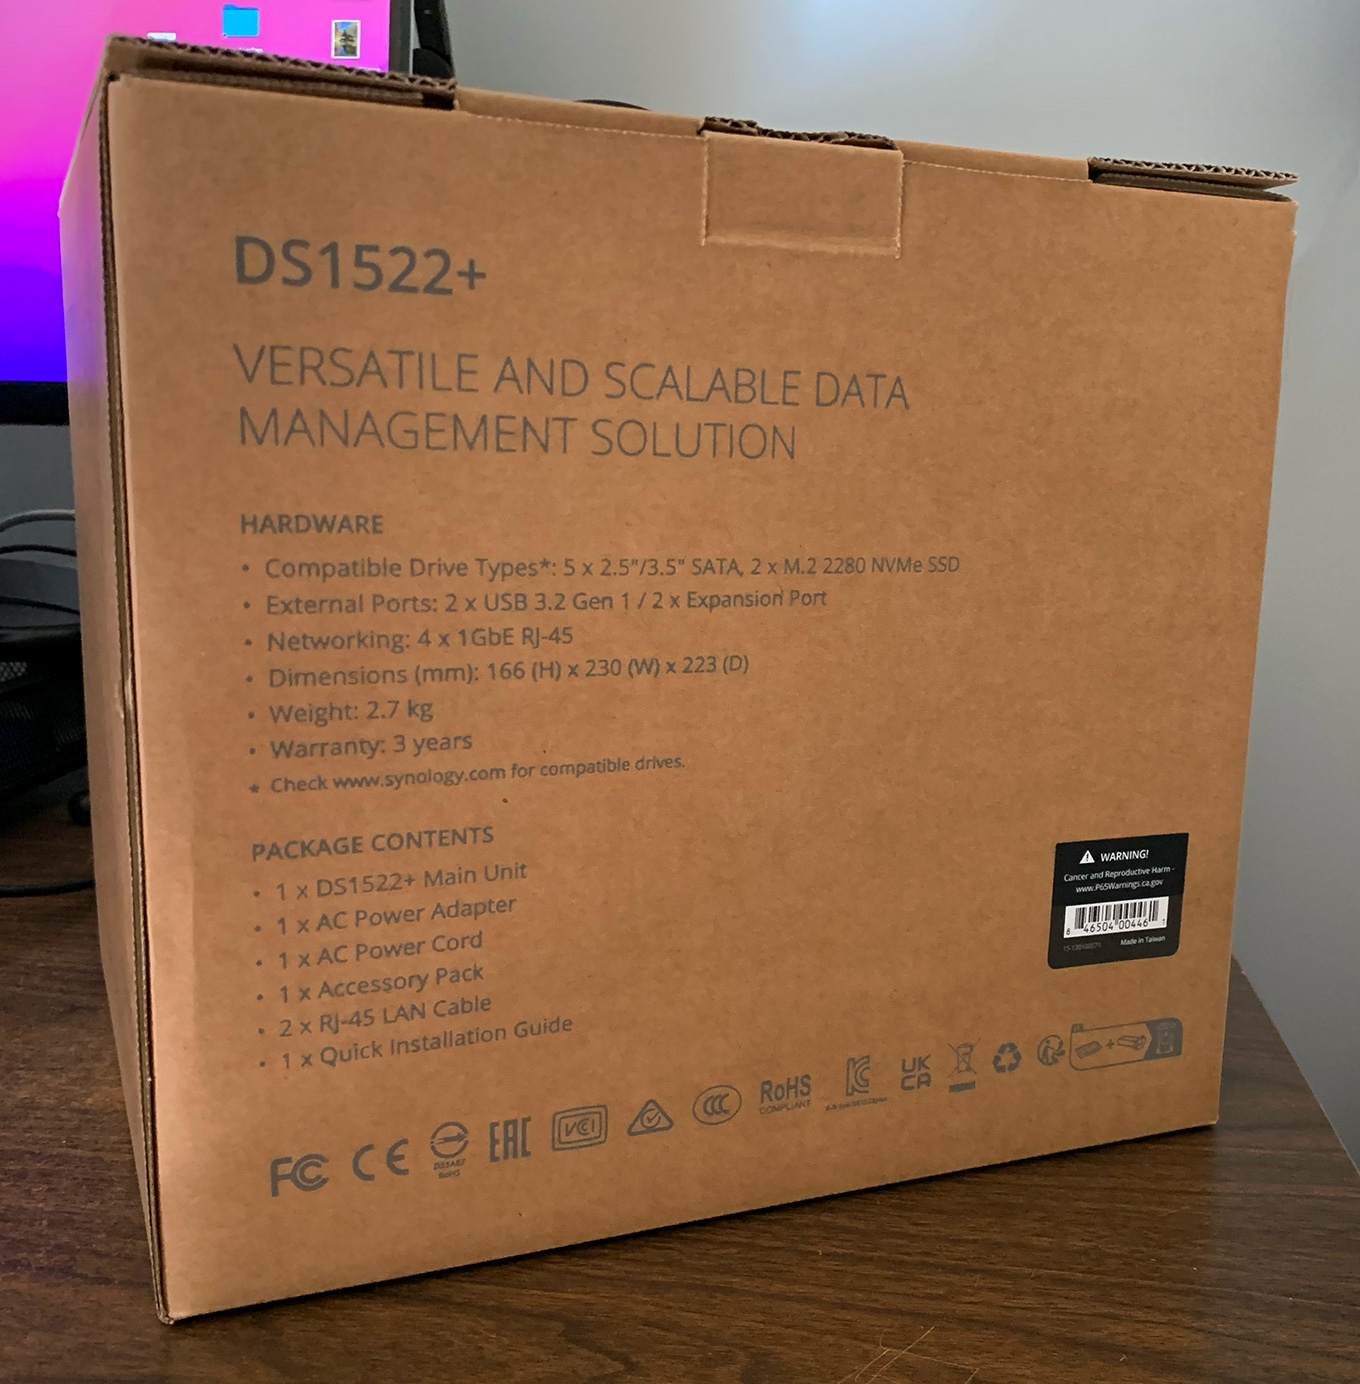 DS1522+
VERSATILE AND SCALABLE DATA
MANAGEMENT SOLUTION
HARDWARE
• Compatible Drive Types*: 5 x 2.5"/3.5" SATA, 2 x M.2 2280 NVMe SSD
• External Ports: 2 x USB 3.2 Gen 1 / 2 x Expansion Port
• Networking: 4 x 1GbE RJ-45
• Dimensions (mm): 166 (H) x 230 (W) x 223 (D)
• Weight: 2.7 kg
• Warranty: 3 years
* Check www.synology.com for compatible drives.
PACKAGE CONTENTS
• 1 x DS1522+ Main Unit
• 1 x AC Power Adapter
• 1 x AC Power Cord
• 1 x Accessory Pack
• 2 x RJ-45 LAN Cable
• 1 x Quick Installation Guide
WARNING!
Cancer and Reproductive Harm -
www.P65Warnings.ca.gov
8 46504 00446 1
Made in Taiwan
FC CE RoHS EAC VCI CCC RoHS COMPLIANT KC UK CA